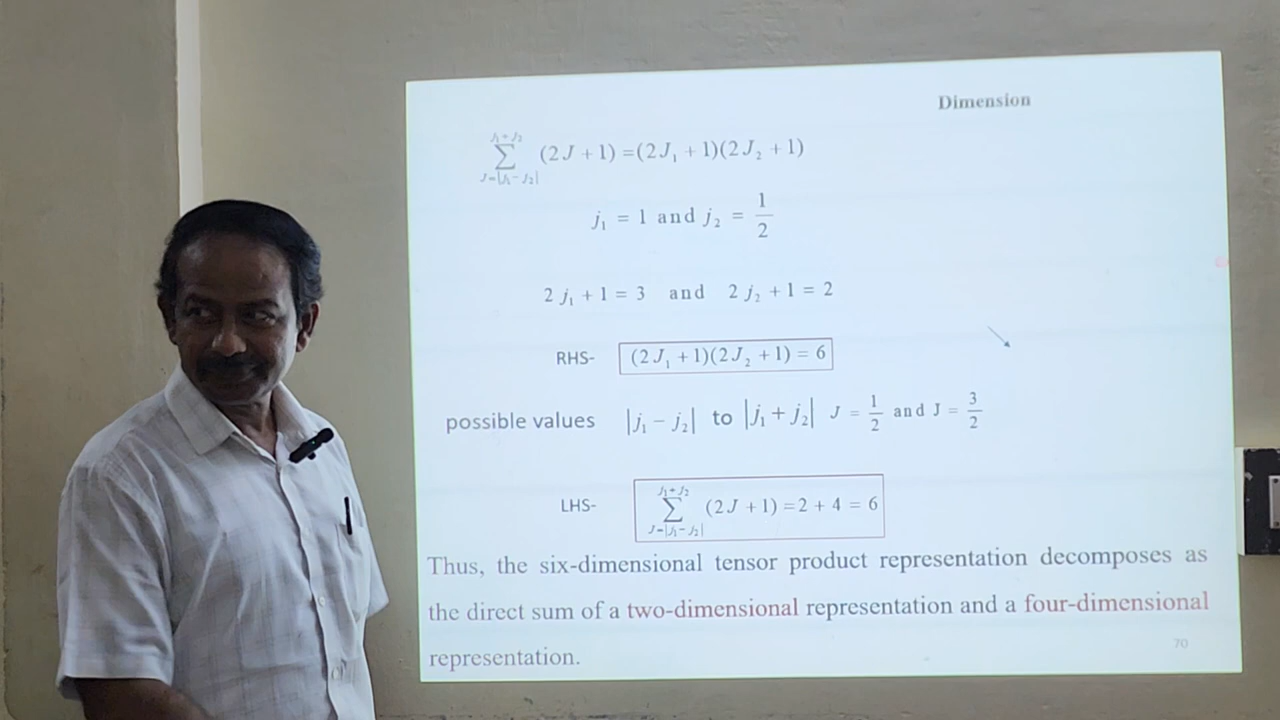 Dimension
\sum_{J=|J_1-J_2|}^{J_1+J_2} (2J + 1) = (2J_1 + 1)(2J_2 + 1)
j_1 = 1 and j_2 = \frac{1}{2}
2 j_1 + 1 = 3 and 2 j_2 + 1 = 2
RHS- (2J_1 + 1)(2J_2 + 1) = 6
possible values |j_1 - j_2| to |j_1 + j_2| J = \frac{1}{2} and J = \frac{3}{2}
LHS- \sum_{J=|J_1-J_2|}^{J_1+J_2} (2J + 1) = 2 + 4 = 6
Thus, the six-dimensional tensor product representation decomposes as
the direct sum of a two-dimensional representation and a four-dimensional
representation.
70